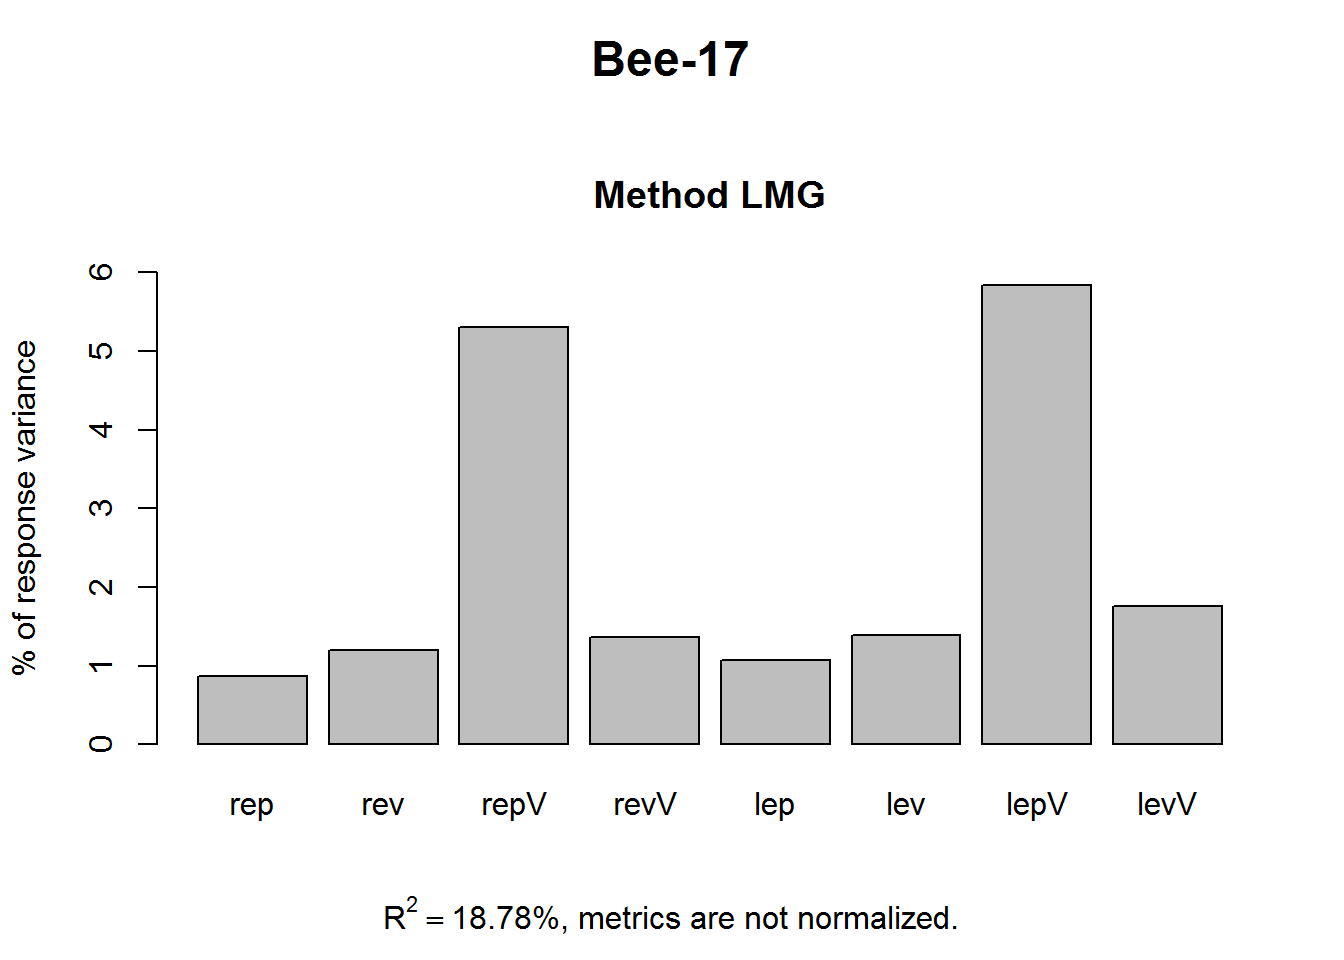 Bee-17
Method LMG
% of response variance
6
5
4
3
2
1
0
rep rev repV revV lep lev lepV levV
R² = 18.78%, metrics are not normalized.